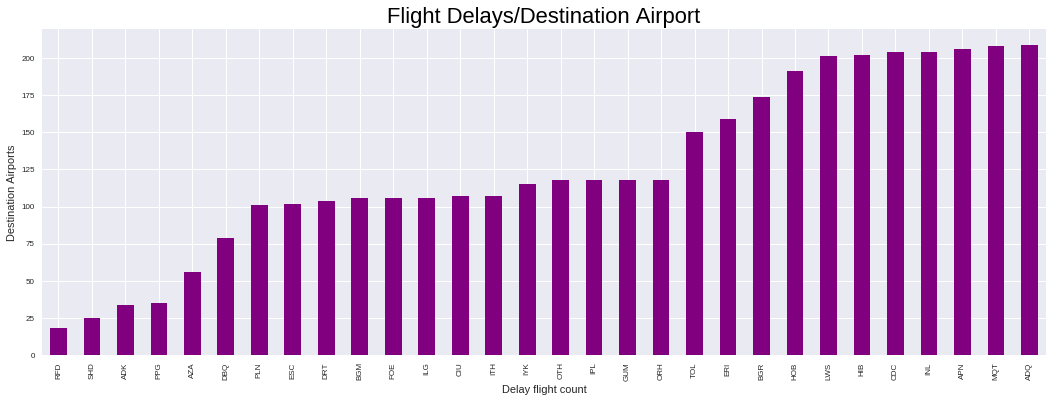 Flight Delays/Destination Airport
Destination Airports
200
175
150
125
100
75
50
25
0
RFD SHD ADK PPG AZA DBQ PLN ESC DRT BGM FOE ILG CIU ITH IYK OTH IPL GUM ORH TOL ERI BGR HOB LWS HIB CDC INL APN MQT ADQ
Delay flight count